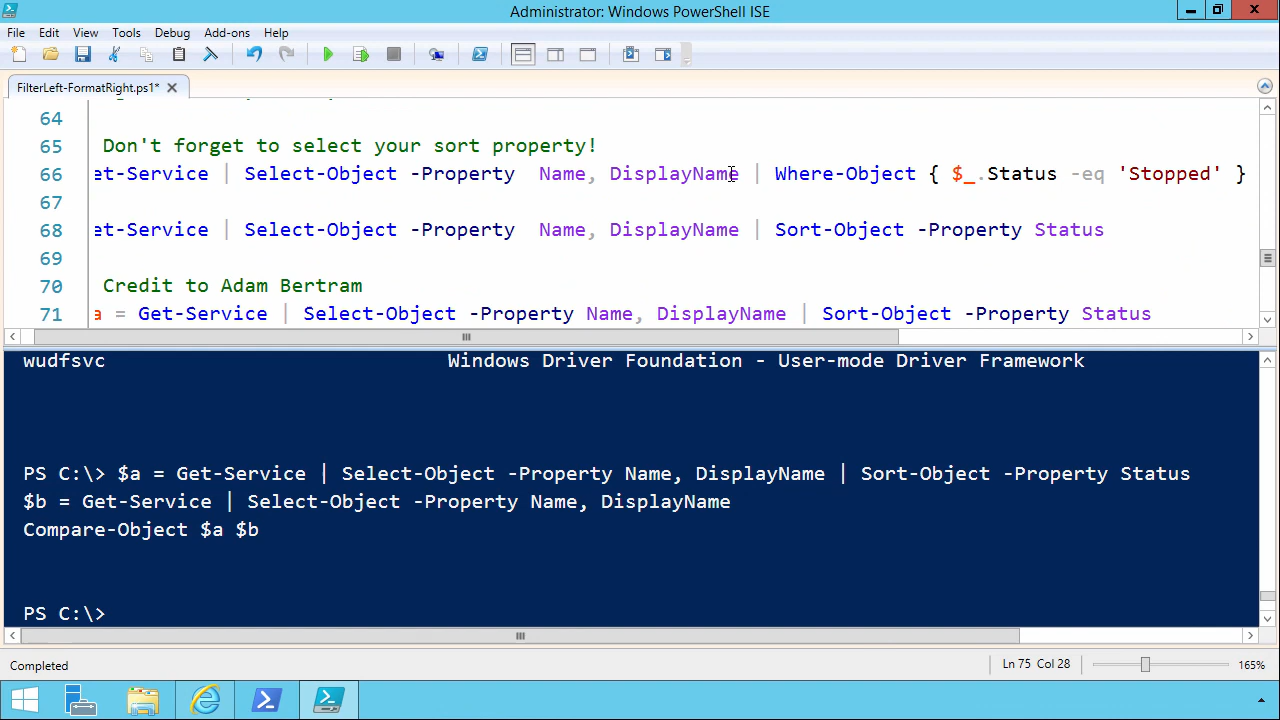 Administrator: Windows PowerShell ISE
File Edit View Tools Debug Add-ons Help
FilterLeft-FormatRight.ps1*
64
65 Don't forget to select your sort property!
66 et-Service | Select-Object -Property  Name, DisplayName | Where-Object { $_.Status -eq 'Stopped' }
67
68 et-Service | Select-Object -Property  Name, DisplayName | Sort-Object -Property Status
69
70 Credit to Adam Bertram
71 a = Get-Service | Select-Object -Property Name, DisplayName | Sort-Object -Property Status
wudfsvc Windows Driver Foundation - User-mode Driver Framework
PS C:\> $a = Get-Service | Select-Object -Property Name, DisplayName | Sort-Object -Property Status
$b = Get-Service | Select-Object -Property Name, DisplayName
Compare-Object $a $b
PS C:\>
Completed Ln 75 Col 28 165%